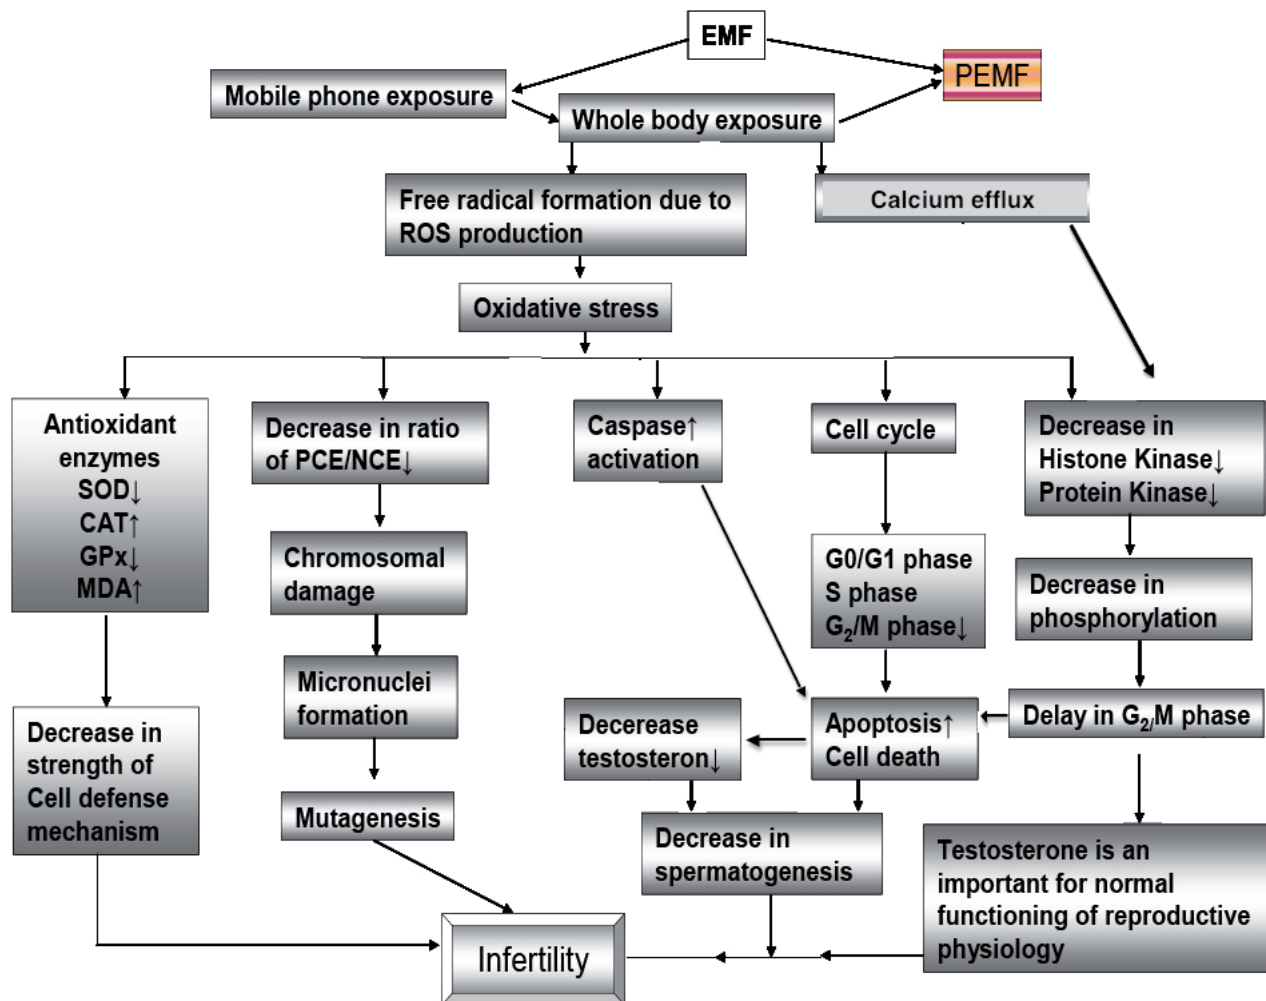 EMF
PEMF
Mobile phone exposure
Whole body exposure
Free radical formation due to
ROS production
Calcium efflux
Oxidative stress
Antioxidant
enzymes
SOD↓
CAT↑
GPx↓
MDA↑
Decrease in ratio
of PCE/NCE↓
Caspase↑
activation
Cell cycle
Decrease in
Histone Kinase↓
Protein Kinase↓
Chromosomal
damage
G0/G1 phase
S phase
G₂/M phase↓
Decrease in
phosphorylation
Micronuclei
formation
Decrease in
strength of
Cell defense
mechanism
Decerease
testosteron↓
Apoptosis↑
Cell death
Delay in G₂/M phase
Mutagenesis
Decrease in
spermatogenesis
Testosterone is an
important for normal
functioning of reproductive
physiology
Infertility